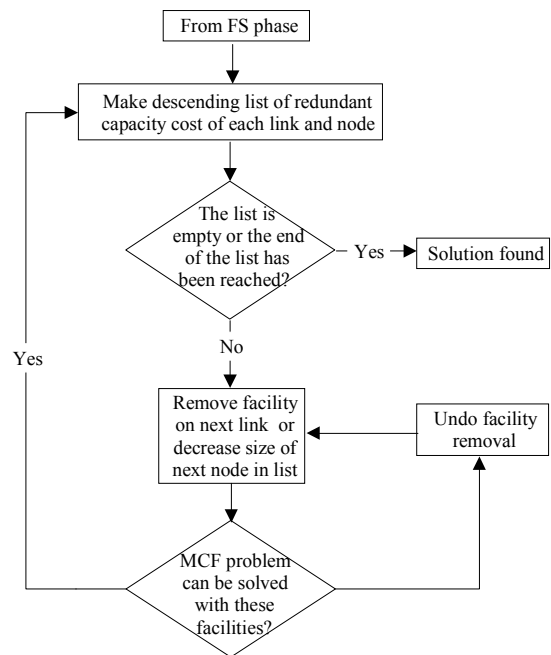 From FS phase
Make descending list of redundant
capacity cost of each link and node
The list is
empty or the end
of the list has
been reached?
Yes
Solution found
No
Yes
Remove facility
on next link or
decrease size of
next node in list
Undo facility
removal
MCF problem
can be solved
with these
facilities?